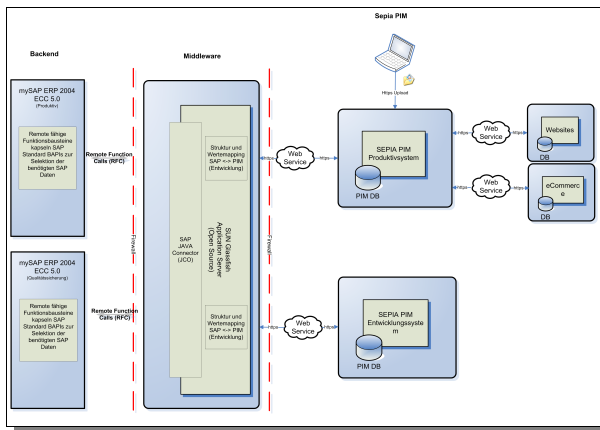 Sepia PIM
Backend
Middleware
mySAP ERP 2004
ECC 5.0
(Produktiv)
Remote fähige
Funktionsbausteine
kapseln SAP
Standard BAPIs zur
Selektion der
benötigten SAP
Daten
Remote Function
Calls (RFC)
Firewall
SAP
JAVA
Connector
(JCO)
SUN Glassfish
Application Server
(Open Source)
Struktur und
Wertemapping
SAP <-> PIM
(Entwicklung)
Firewall
https
Web
Service
https
Https Upload
SEPIA PIM
Produktivsystem
PIM DB
https
Web
Service
https
Websites
DB
https
Web
Service
https
eCommerc
e
DB
mySAP ERP 2004
ECC 5.0
(Qualitätssicherung)
Remote fähige
Funktionsbausteine
kapseln SAP
Standard BAPIs zur
Selektion der
benötigten SAP
Daten
Remote Function
Calls (RFC)
Struktur und
Wertemapping
SAP <-> PIM
(Entwicklung)
https
Web
Service
https
SEPIA PIM
Entwicklungssyste
m
PIM DB